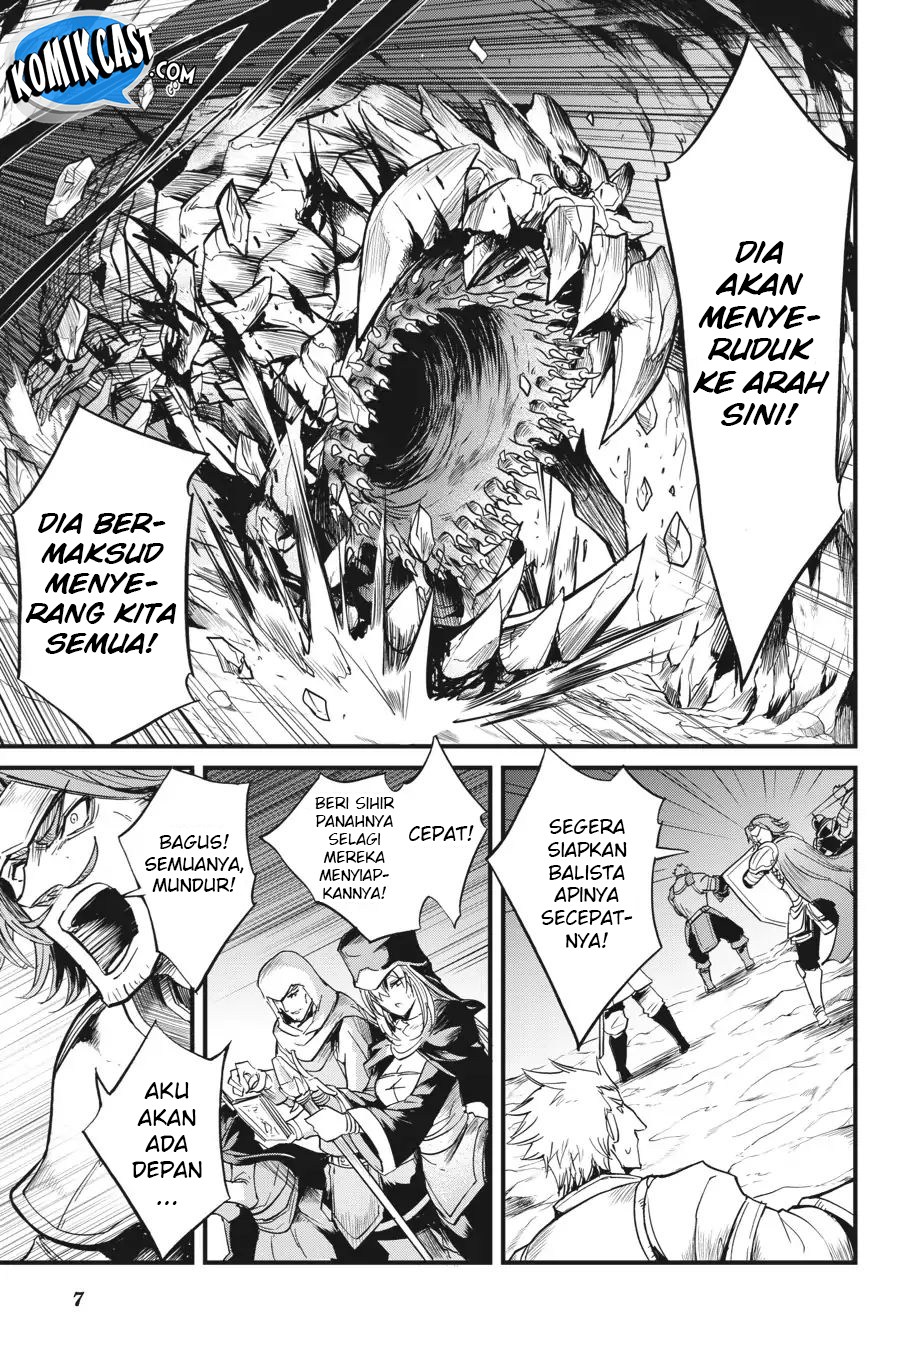 KOMIKCAST
.COM
DIA
AKAN
MENYE-
RUDUK
KE ARAH
SINI!
DIA BER-
MAKSUD
MENYE-
RANG KITA
SEMUA!
SEGERA
SIAPKAN
BALISTA
APINYA
SECEPAT-
NYA!
CEPAT!
BERI SIHIR
PANAHNYA
SELAGI
MEREKA
MENYIAP-
KANNYA!
BAGUS!
SEMUANYA,
MUNDUR!
AKU
AKAN
ADA
DEPAN
...
7